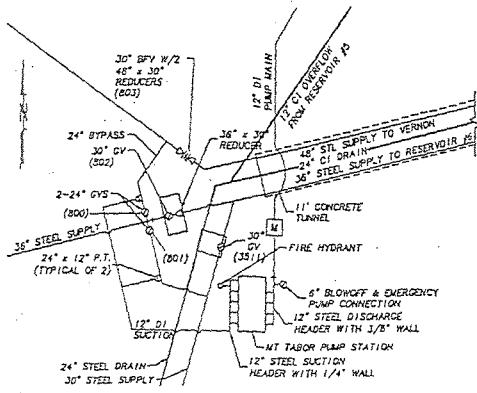 30" BFV W/2
48" x 30"
REDUCERS
(803)
12" DI
PUMP MAIN
12" CI OVERFLOW
FROM RESERVOIR #5
24" BYPASS
30" GV
(802)
36" x 30"
REDUCER
48" STL SUPPLY TO VERNON
24" CI DRAIN
36" STEEL SUPPLY TO RESERVOIR #6
2-24" GVS
(800)
11' CONCRETE
TUNNEL
M
36" STEEL SUPPLY
(801)
30"
GV
(3511)
FIRE HYDRANT
24" x 12" P.T.
(TYPICAL OF 2)
6" BLOWOFF & EMERGENCY
PUMP CONNECTION
12" DI
SUCTION
12" STEEL DISCHARGE
HEADER WITH 3/8" WALL
MT TABOR PUMP STATION
24" STEEL DRAIN
30" STEEL SUPPLY
12" STEEL SUCTION
HEADER WITH 1/4" WALL